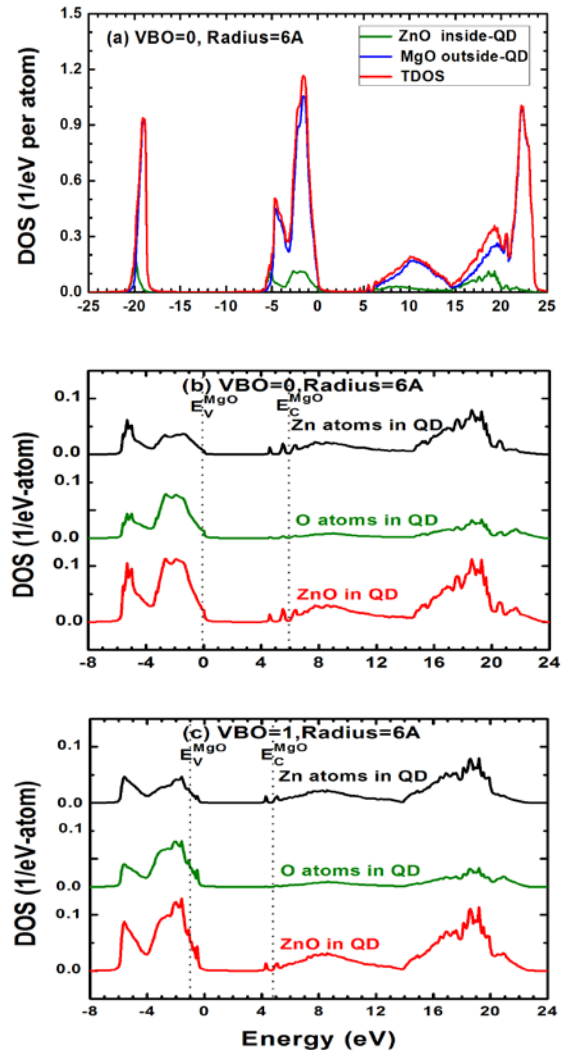 (a) VBO=0, Radius=6A
ZnO inside-QD
MgO outside-QD
TDOS
DOS (1/eV per atom)
1.5
1.2
0.9
0.6
0.3
0.0
-25 -20 -15 -10 -5 0 5 10 15 20 25
(b) VBO=0,Radius=6A
E_V^MgO E_C^MgO
Zn atoms in QD
O atoms in QD
ZnO in QD
DOS (1/eV-atom)
0.1
0.0
0.1
0.0
0.1
0.0
-8 -4 0 4 8 12 16 20 24
(c) VBO=1,Radius=6A
E_V^MgO E_C^MgO
Zn atoms in QD
O atoms in QD
ZnO in QD
DOS (1/eV-atom)
0.1
0.0
0.1
0.0
0.1
0.0
-8 -4 0 4 8 12 16 20 24
Energy (eV)